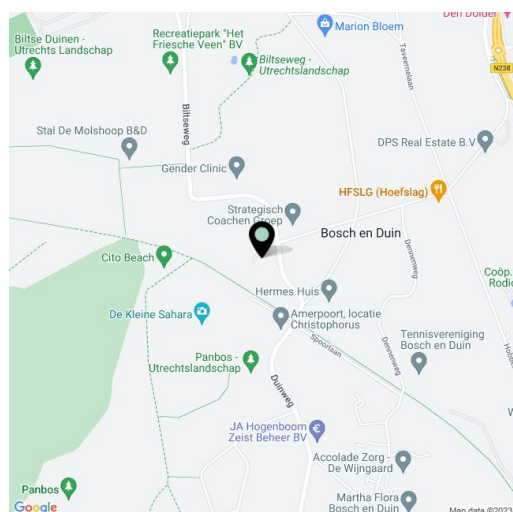 Den Dolder
Marion Bloem
Biltse Duinen -
Utrechts Landschap
Recreatiepark "Het
Friesche Veen" BV
Biltseweg -
Utrechtslandschap
Taveernelaan
N238
Biltseweg
Stal De Molshoop B&D
DPS Real Estate B.V
Gender Clinic
HFSLG (Hoefslag)
Strategisch
Coachen Groep
Bosch en Duin
Cito Beach
Dennenweg
Coöp.
Rodic
Hermes Huis
De Kleine Sahara
Amerpoort, locatie
Christophorus
Spoorlaan
Tennisvereniging
Bosch en Duin
Dennenweg
Panbos -
Utrechtslandschap
Duinweg
JA Hogenboom
Zeist Beheer BV
Accolade Zorg -
De Wijngaard
Panbos
Martha Flora
Bosch en Duin
Google
Map data ©2023